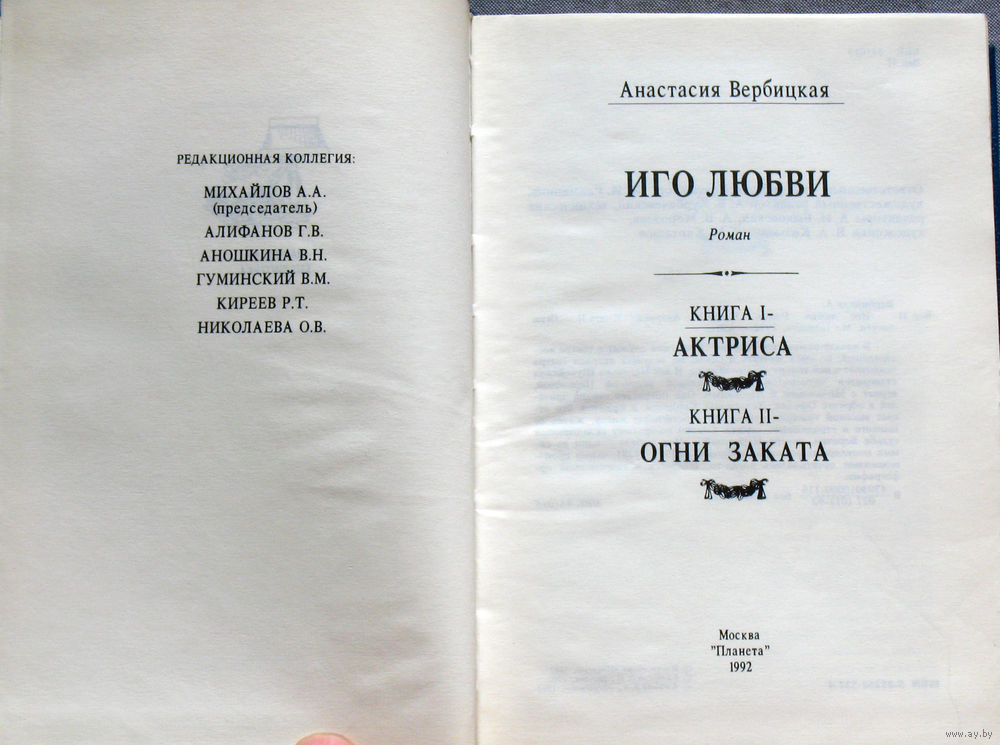 РЕДАКЦИОННАЯ КОЛЛЕГИЯ:
МИХАЙЛОВ А.А.
(председатель)
АЛИФАНОВ Г.В.
АНОШКИНА В.Н.
ГУМИНСКИЙ В.М.
КИРЕЕВ Р.Т.
НИКОЛАЕВА О.В.
Анастасия Вербицкая
ИГО ЛЮБВИ
Роман
КНИГА I-
АКТРИСА
КНИГА II-
ОГНИ ЗАКАТА
Москва
"Планета"
1992
www.ay.by